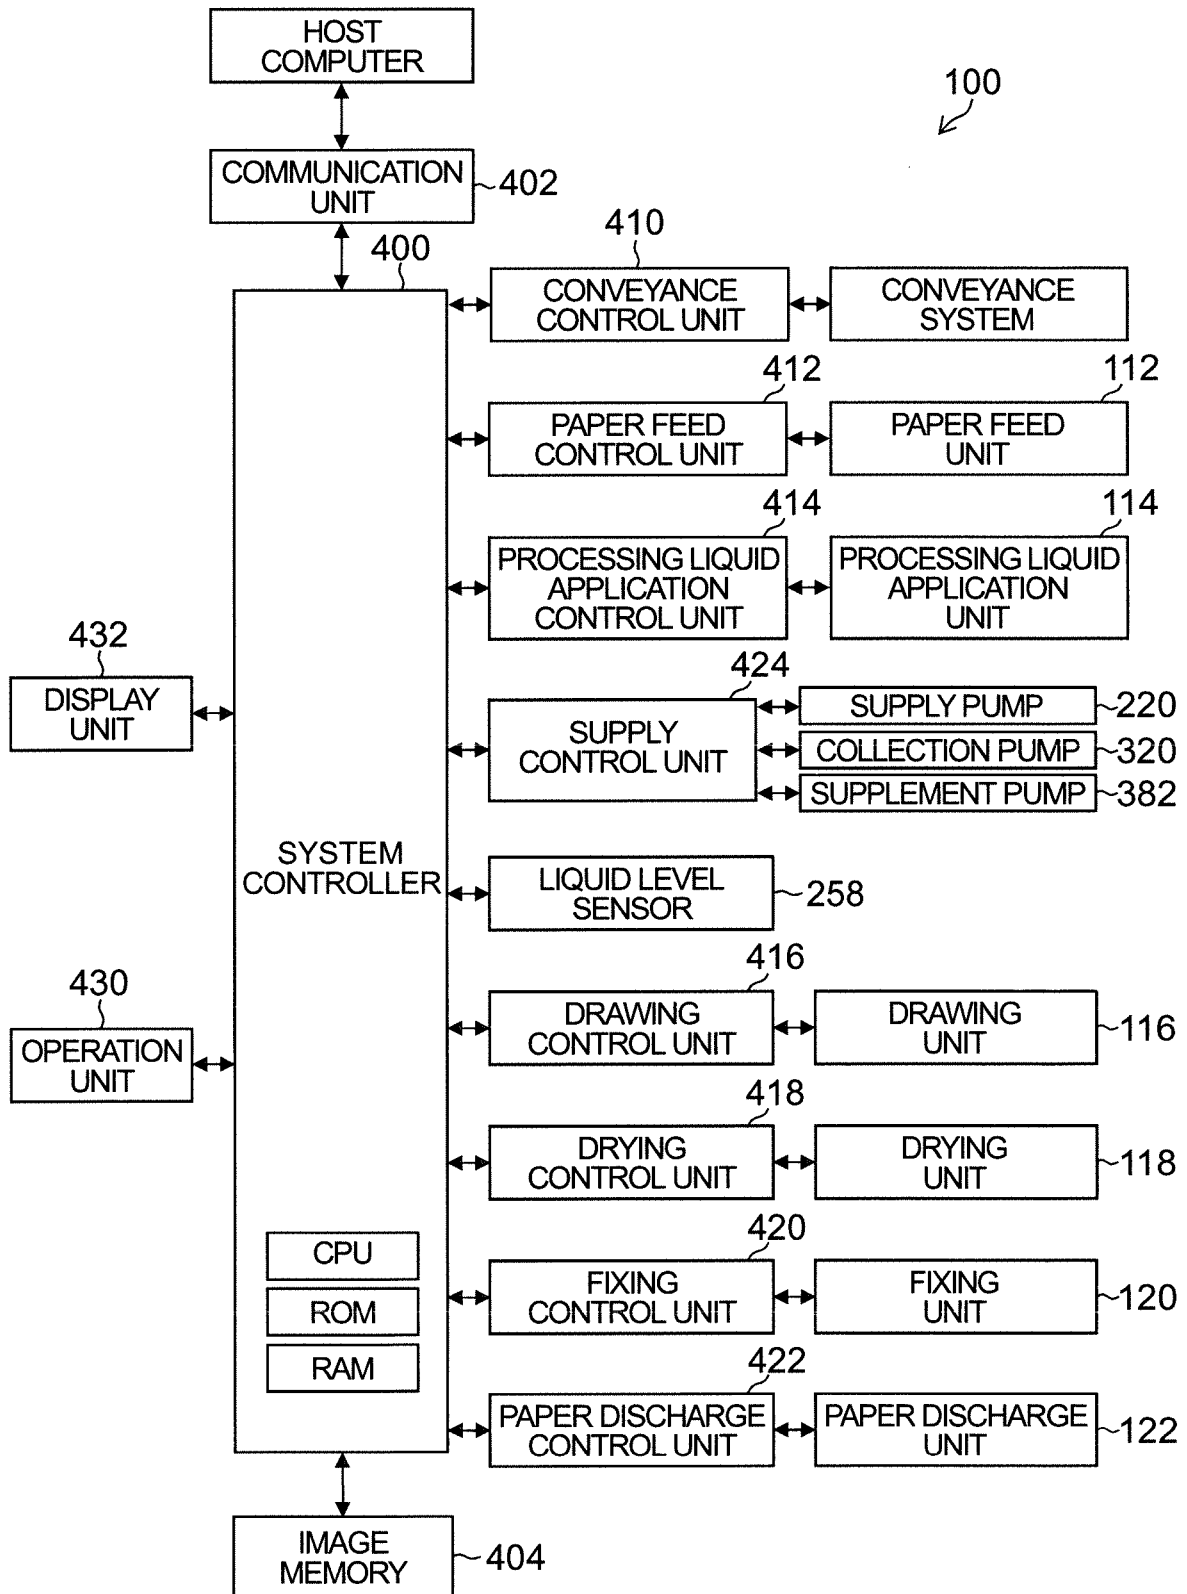 HOST
COMPUTER
100
COMMUNICATION
UNIT
402
400
410
CONVEYANCE
CONTROL UNIT
CONVEYANCE
SYSTEM
412
112
PAPER FEED
CONTROL UNIT
PAPER FEED
UNIT
414
114
PROCESSING LIQUID
APPLICATION
CONTROL UNIT
PROCESSING LIQUID
APPLICATION
UNIT
432
DISPLAY
UNIT
424
SUPPLY
CONTROL UNIT
SUPPLY PUMP
220
COLLECTION PUMP
320
SUPPLEMENT PUMP
382
SYSTEM
CONTROLLER
LIQUID LEVEL
SENSOR
258
430
OPERATION
UNIT
416
DRAWING
CONTROL UNIT
DRAWING
UNIT
116
418
DRYING
CONTROL UNIT
DRYING
UNIT
118
CPU
ROM
RAM
420
FIXING
CONTROL UNIT
FIXING
UNIT
120
422
PAPER DISCHARGE
CONTROL UNIT
PAPER DISCHARGE
UNIT
122
IMAGE
MEMORY
404